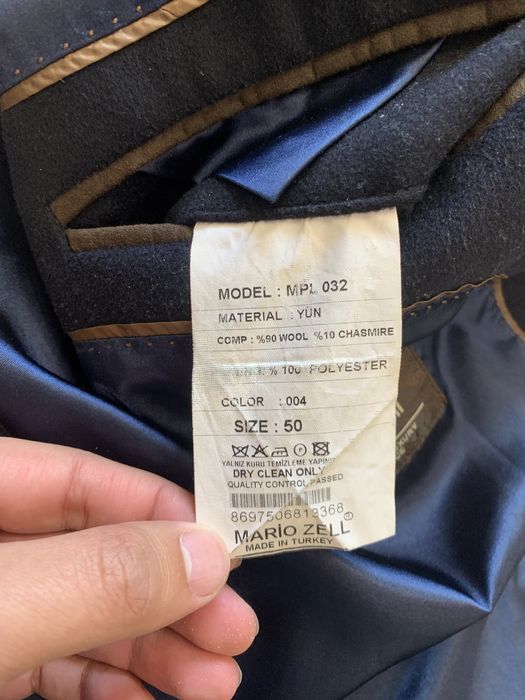 MODEL : MPL 032
MATERIAL : YÜN
COMP : %90 WOOL %10 CHASMIRE
% 100 POLYESTER
COLOR : 004
SIZE : 50
YALNIZ KURU TEMİZLEME YAPINIZ
DRY CLEAN ONLY
QUALITY CONTROL PASSED
8697506813368
MARIO ZELL
MADE IN TURKEY